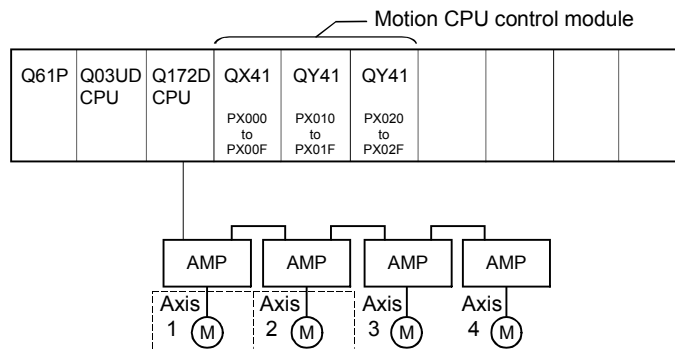 Motion CPU control module
Q61P
Q03UD
CPU
Q172D
CPU
QX41
PX000
to
PX00F
QY41
PX010
to
PX01F
QY41
PX020
to
PX02F
AMP
AMP
AMP
AMP
Axis
1
M
Axis
2
M
Axis
3
M
Axis
4
M